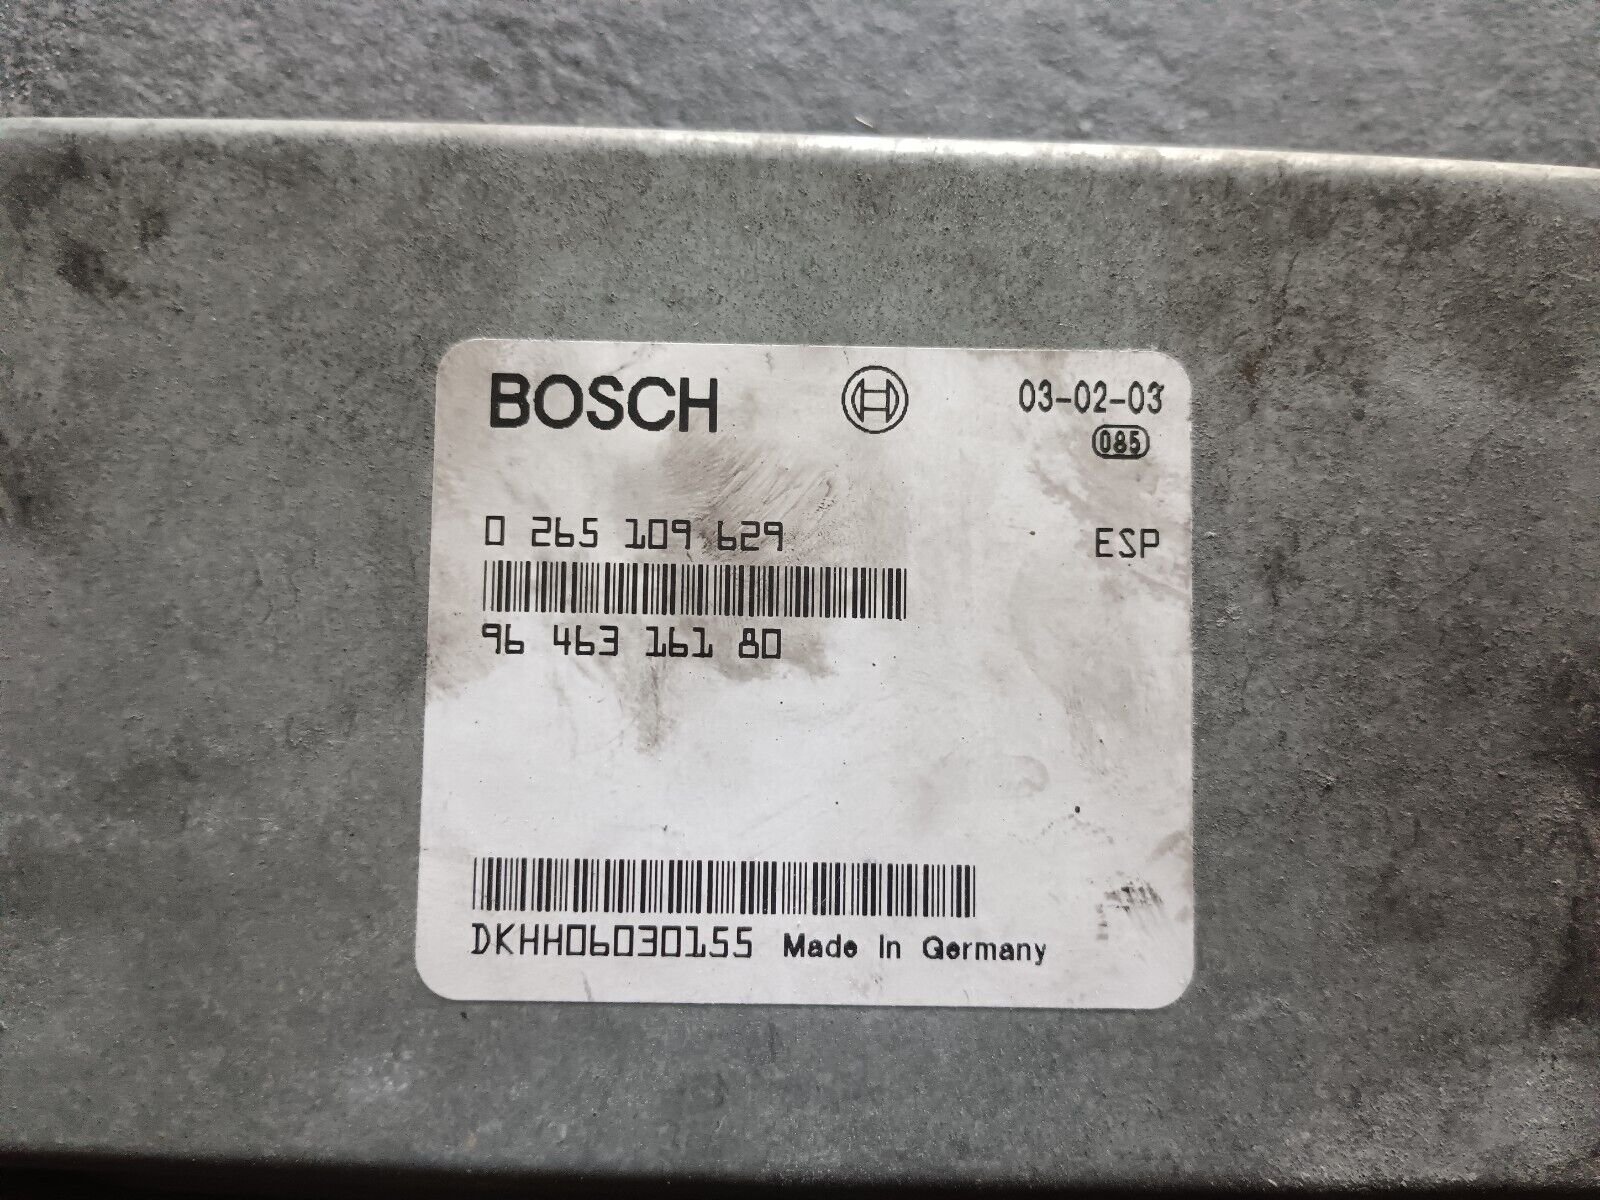 BOSCH 03-02-03
085
0 265 109 629 ESP
96 463 161 80
DKHH06030155 Made In Germany